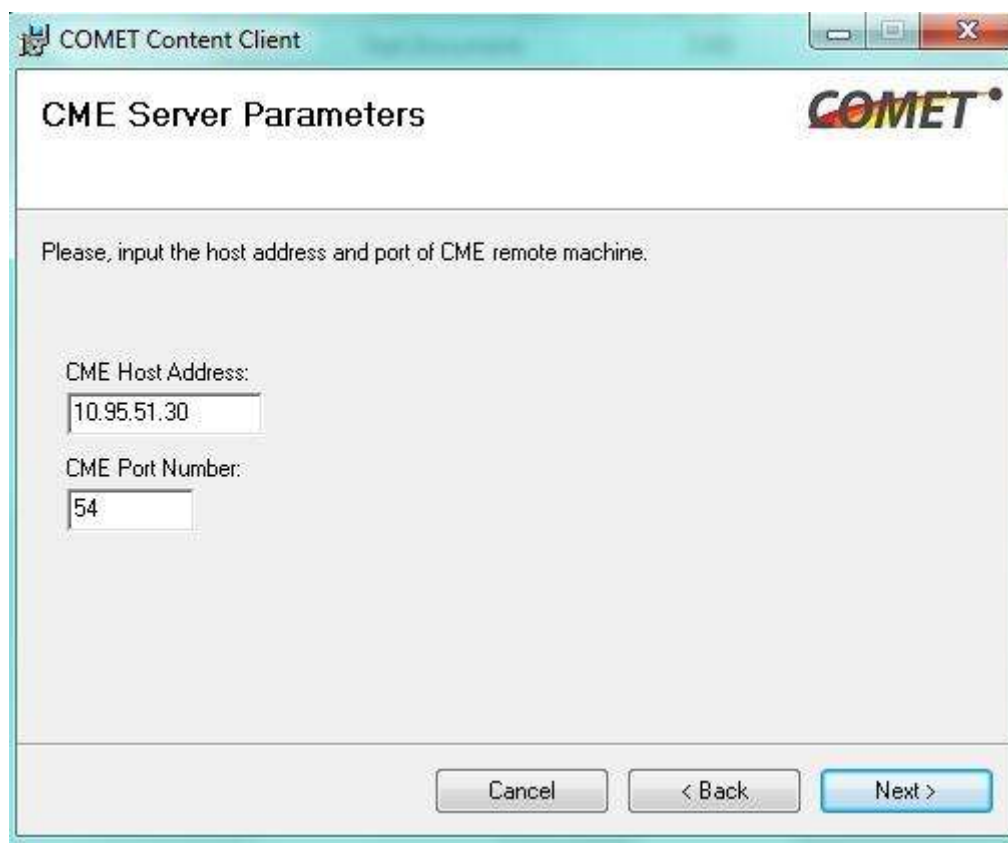 COMET Content Client
CME Server Parameters
COMET
Please, input the host address and port of CME remote machine.
CME Host Address:
10.95.51.30
CME Port Number:
54
Cancel
< Back
Next >